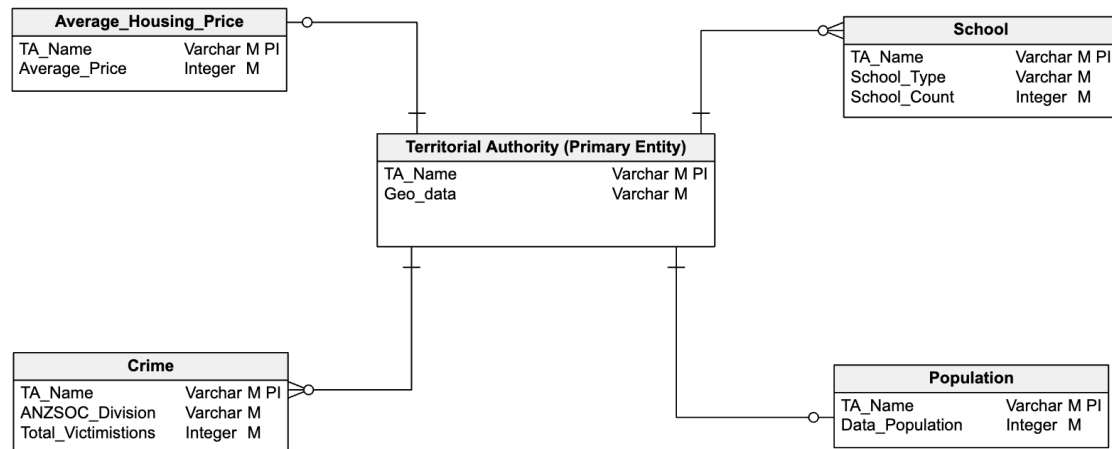 Average_Housing_Price
TA_Name Varchar M PI
Average_Price Integer M
School
TA_Name Varchar M PI
School_Type Varchar M
School_Count Integer M
Territorial Authority (Primary Entity)
TA_Name Varchar M PI
Geo_data Varchar M
Crime
TA_Name Varchar M PI
ANZSOC_Division Varchar M
Total_Victimistions Integer M
Population
TA_Name Varchar M PI
Data_Population Integer M